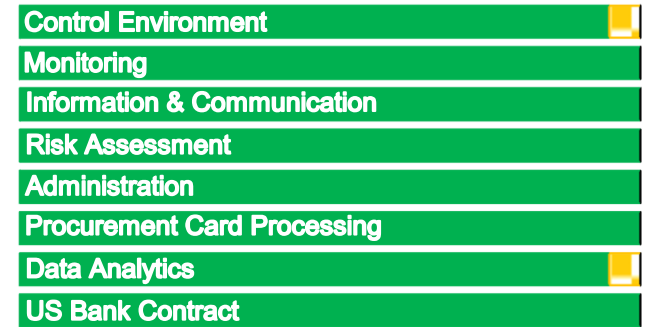 Control Environment
Monitoring
Information & Communication
Risk Assessment
Administration
Procurement Card Processing
Data Analytics
US Bank Contract